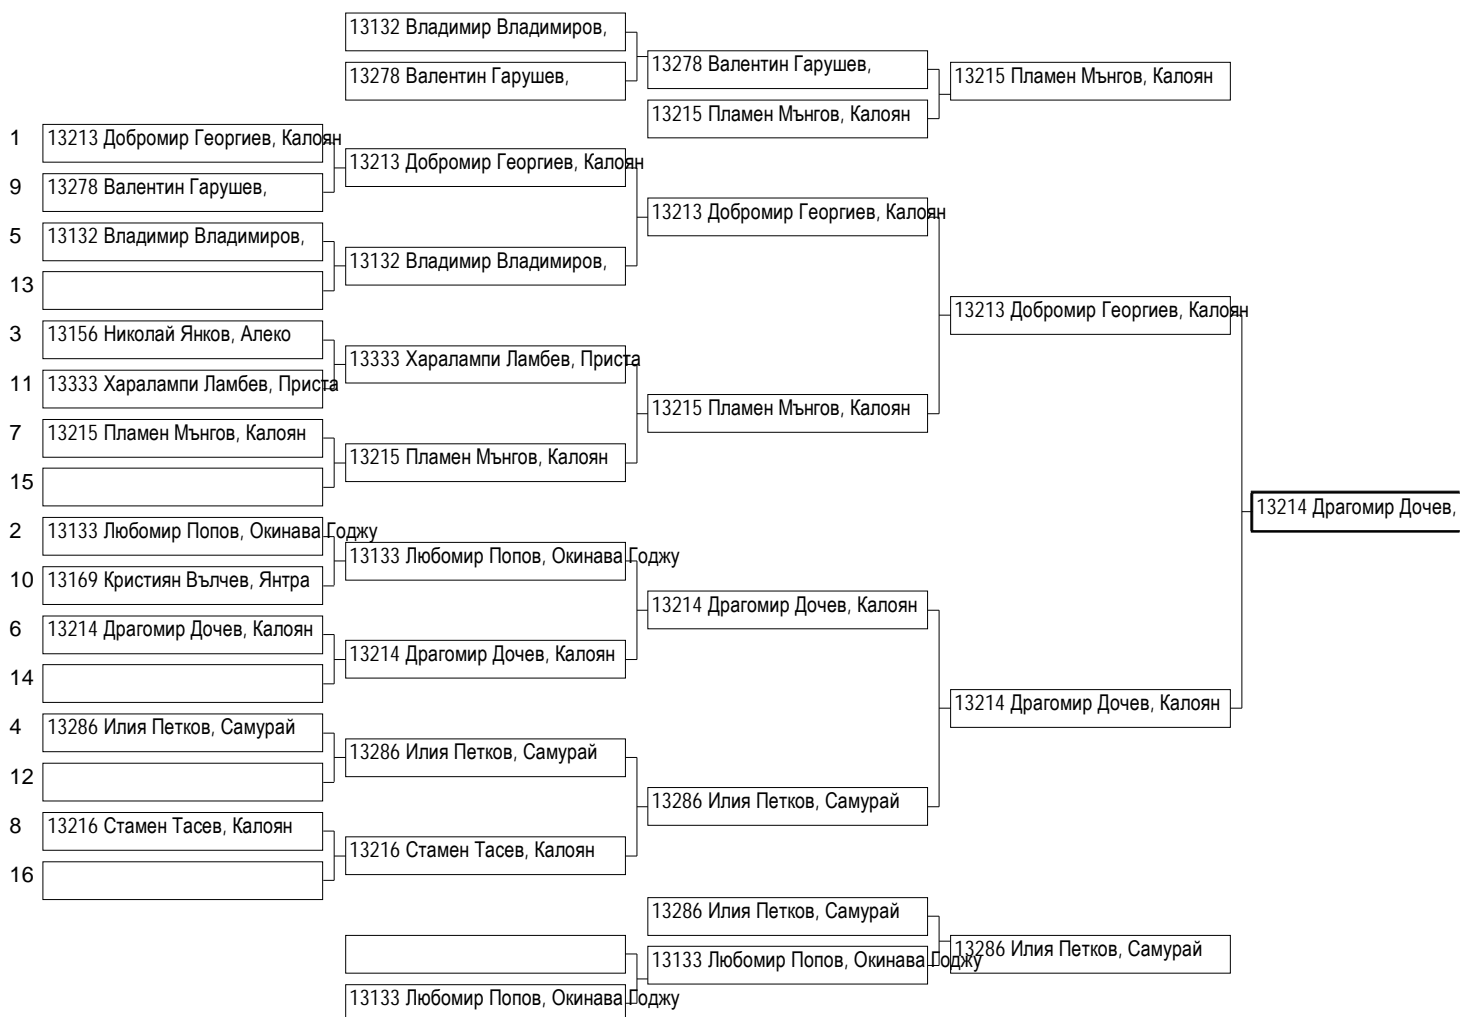 13132 Владимир Владимиров,
13278 Валентин Гарушев,
13278 Валентин Гарушев,
13215 Пламен Мънгов, Калоян
13215 Пламен Мънгов, Калоян
1 13213 Добромир Георгиев, Калоян
9 13278 Валентин Гарушев,
5 13132 Владимир Владимиров,
13
3 13156 Николай Янков, Алеко
11 13333 Харалампи Ламбев, Приста
7 13215 Пламен Мънгов, Калоян
15
2 13133 Любомир Попов, Окинава Годжу
10 13169 Кристиян Вълчев, Янтра
6 13214 Драгомир Дочев, Калоян
14
4 13286 Илия Петков, Самурай
12
8 13216 Стамен Тасев, Калоян
16
13213 Добромир Георгиев, Калоян
13132 Владимир Владимиров,
13333 Харалампи Ламбев, Приста
13215 Пламен Мънгов, Калоян
13133 Любомир Попов, Окинава Годжу
13214 Драгомир Дочев, Калоян
13286 Илия Петков, Самурай
13216 Стамен Тасев, Калоян
13213 Добромир Георгиев, Калоян
13215 Пламен Мънгов, Калоян
13214 Драгомир Дочев, Калоян
13286 Илия Петков, Самурай
13213 Добромир Георгиев, Калоян
13214 Драгомир Дочев, Калоян
13214 Драгомир Дочев,
13133 Любомир Попов, Окинава Годжу
13286 Илия Петков, Самурай
13133 Любомир Попов, Окинава Годжу
13286 Илия Петков, Самурай